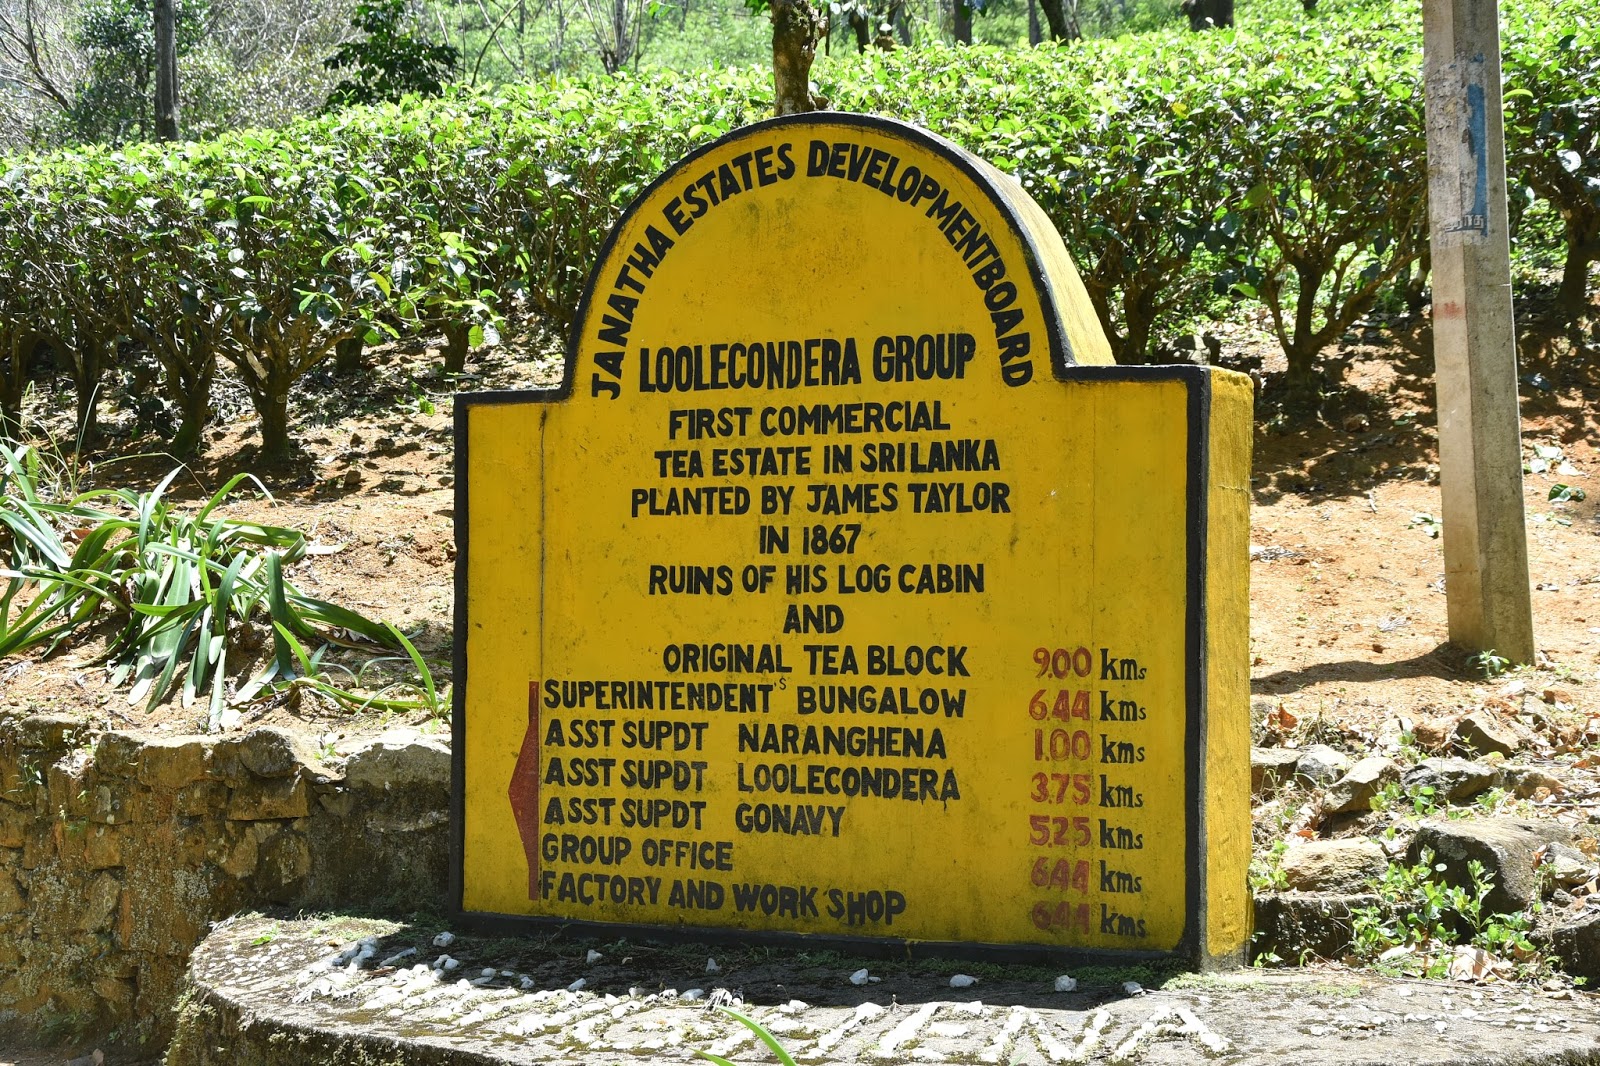 JANATHA ESTATES DEVELOPMENTBOARD
LOOLECONDERA GROUP
FIRST COMMERCIAL
TEA ESTATE IN SRILANKA
PLANTED BY JAMES TAYLOR
IN 1867
RUINS OF HIS LOG CABIN
AND
ORIGINAL TEA BLOCK 9.00 kms
SUPERINTENDENT'S BUNGALOW 6.44 kms
ASST SUPDT NARANGHENA 1.00 kms
ASST SUPDT LOOLECONDERA 3.75 kms
ASST SUPDT GONAVY 5.25 kms
GROUP OFFICE 6.44 kms
FACTORY AND WORK SHOP 6.44 kms